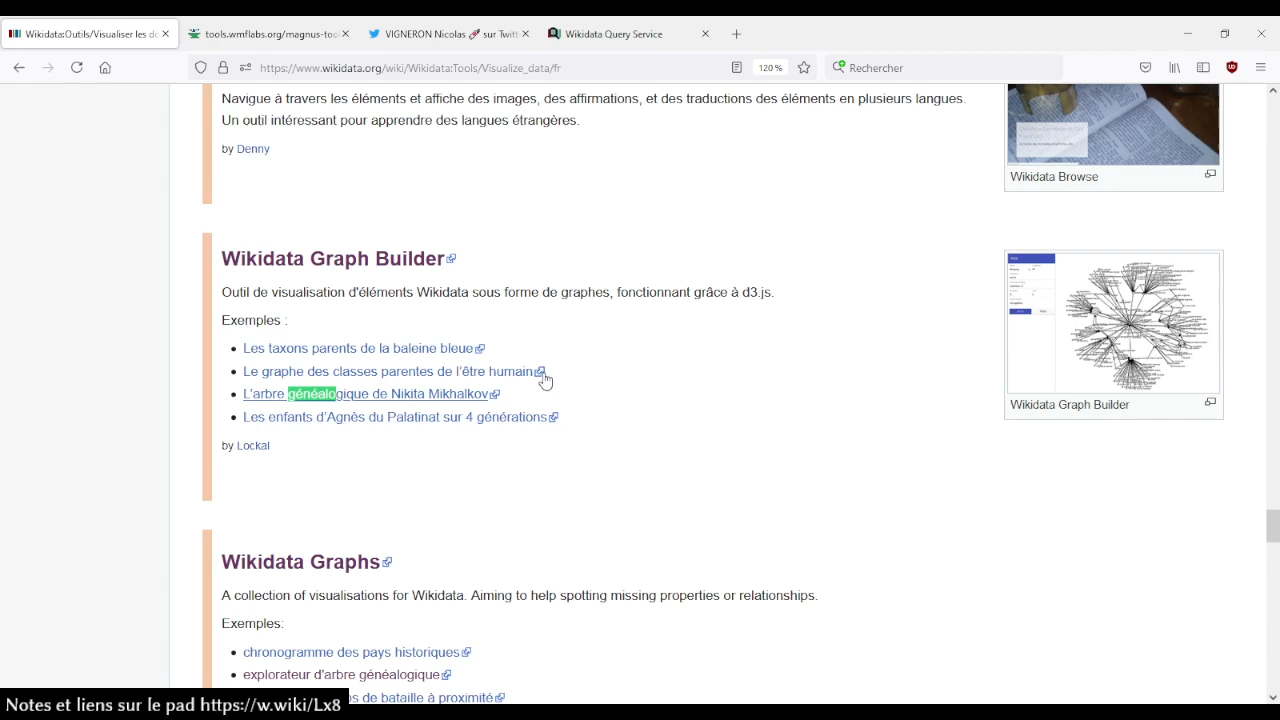 Wikidata:Outils/Visualiser les do
tools.wmflabs.org/magnus-tool
VIGNERON Nicolas 🚀 sur Twitt
Wikidata Query Service
https://www.wikidata.org/wiki/Wikidata:Tools/Visualize_data/fr
120 %
Rechercher
Navigue à travers les éléments et affiche des images, des affirmations, et des traductions des éléments en plusieurs langues.
Un outil intéressant pour apprendre des langues étrangères.
by Denny
Wikidata Browse
Wikidata Graph Builder
Outil de visualisation d'éléments Wikidata sous forme de graphes, fonctionnant grâce à d3.js.
Exemples :
Les taxons parents de la baleine bleue
Le graphe des classes parentes de l'être humain
L'arbre généalogique de Nikita Mikhalkov
Les enfants d'Agnès du Palatinat sur 4 générations
by Lockal
Wikidata Graph Builder
Wikidata Graphs
A collection of visualisations for Wikidata. Aiming to help spotting missing properties or relationships.
Exemples:
chronogramme des pays historiques
explorateur d'arbre généalogique
os de bataille à proximité
Notes et liens sur le pad https://w.wiki/Lx8